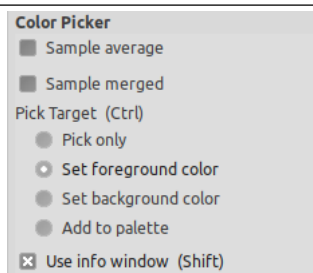 Color Picker
Sample average
Sample merged
Pick Target (Ctrl)
Pick only
Set foreground color
Set background color
Add to palette
Use info window (Shift)